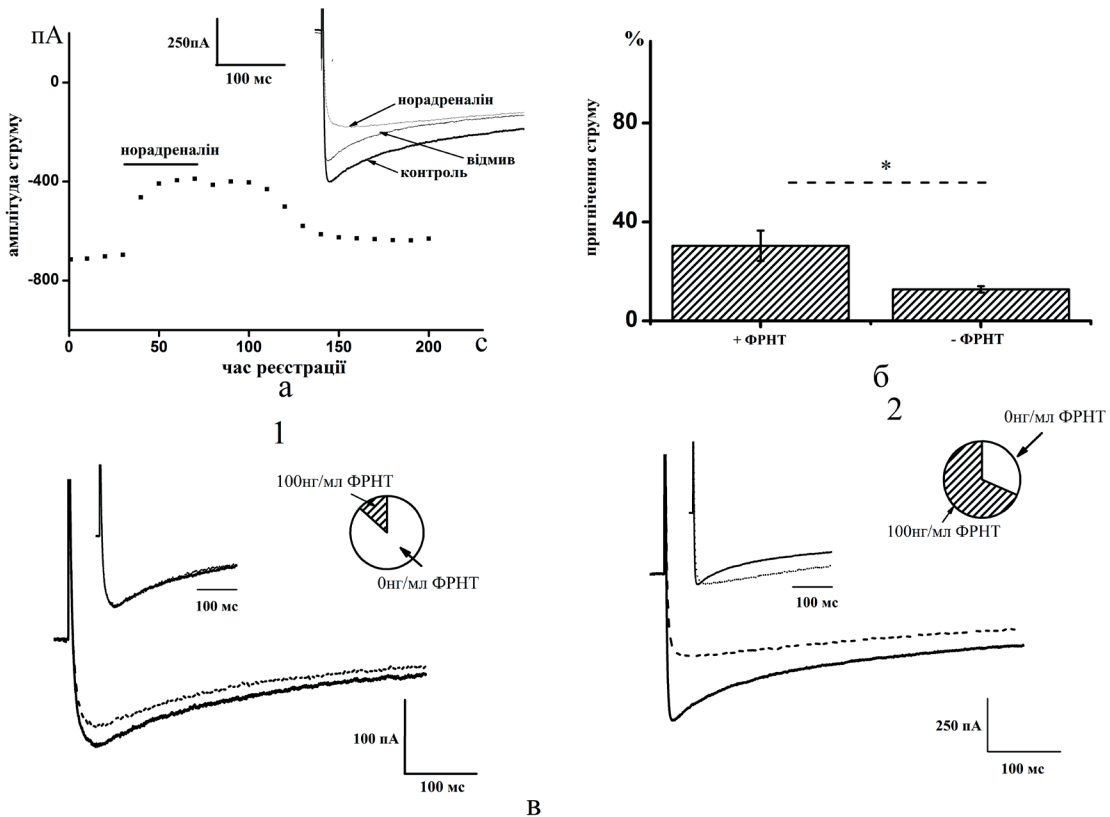 пА
0
-400
-800
амплітуда струму
норадреналін
250пА
100 мс
норадреналін
відмив
контроль
0
50
100
150
200
с
час реєстрації
а
%
80
40
0
пригнічення струму
*
+ ФРНТ
- ФРНТ
б
1
100нг/мл ФРНТ
0нг/мл ФРНТ
100 мс
100 пА
100 мс
2
0нг/мл ФРНТ
100нг/мл ФРНТ
100 мс
250 пА
100 мс
в